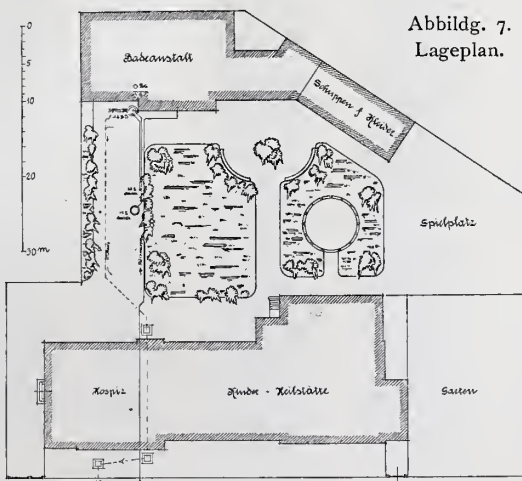 Abbildg. 7.
Lageplan.
0
5
10
20
30 m
Badeanstalt
Schuppen f. Kleider
Spielplatz
Hospiz
Kinder - Heilstätte
Garten